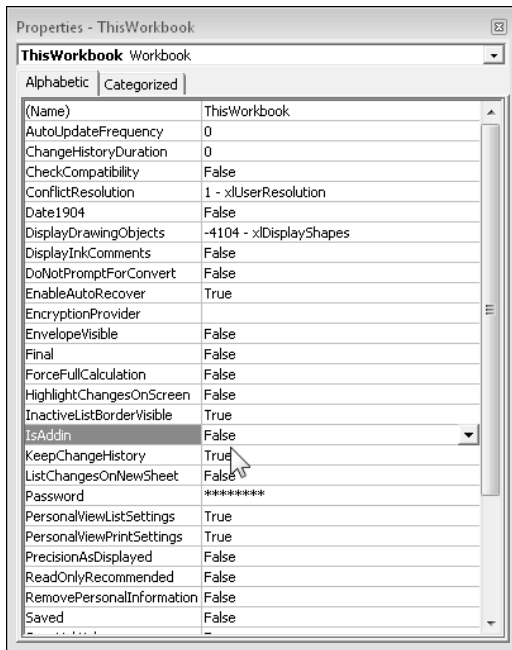 Properties - ThisWorkbook
ThisWorkbook Workbook
Alphabetic Categorized
(Name) ThisWorkbook
AutoUpdateFrequency 0
ChangeHistoryDuration 0
CheckCompatibility False
ConflictResolution 1 - xlUserResolution
Date1904 False
DisplayDrawingObjects -4104 - xlDisplayShapes
DisplayInkComments False
DoNotPromptForConvert False
EnableAutoRecover True
EncryptionProvider
EnvelopeVisible False
Final False
ForceFullCalculation False
HighlightChangesOnScreen False
InactiveListBorderVisible True
IsAddin False
KeepChangeHistory True
ListChangesOnNewSheet False
Password ********
PersonalViewListSettings True
PersonalViewPrintSettings True
PrecisionAsDisplayed False
ReadOnlyRecommended False
RemovePersonalInformation False
Saved False